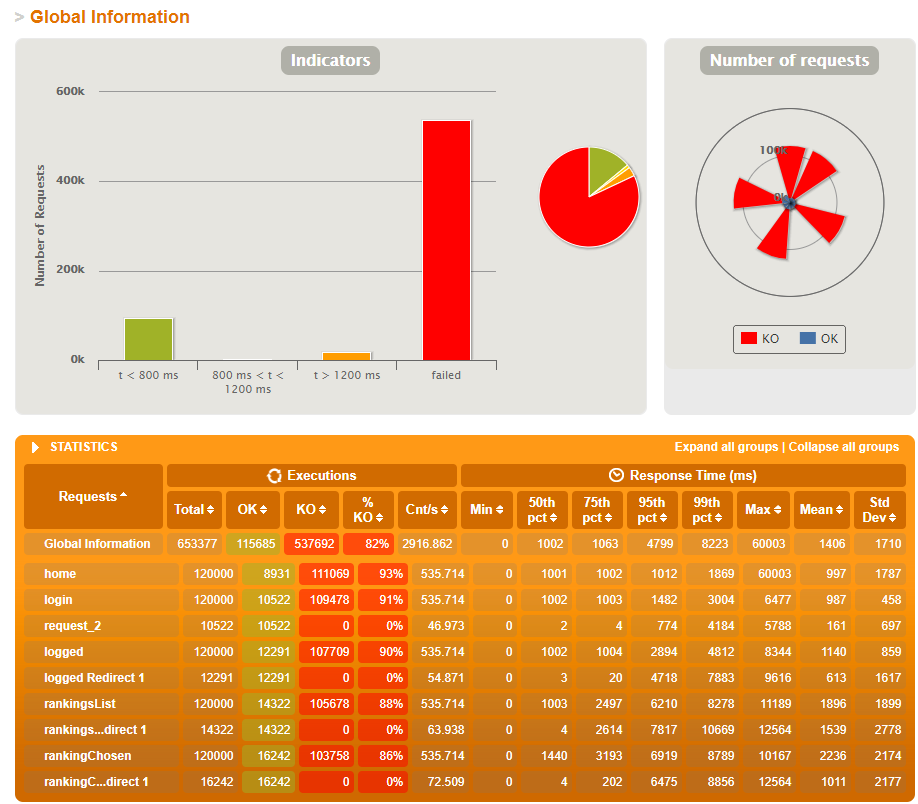 > Global Information
Indicators
Number of requests
600k
400k
200k
0k
Number of Requests
t < 800 ms
800 ms < t <
1200 ms
t > 1200 ms
failed
100k
0k
KO OK
STATISTICS Expand all groups | Collapse all groups
Requests Executions Response Time (ms)
Total OK KO % KO Cnt/s Min 50th pct 75th pct 95th pct 99th pct Max Mean Std Dev
Global Information 653377 115685 537692 82% 2916.862 0 1002 1063 4799 8223 60003 1406 1710
home 120000 8931 111069 93% 535.714 0 1001 1002 1012 1869 60003 997 1787
login 120000 10522 109478 91% 535.714 0 1002 1003 1482 3004 6477 987 458
request_2 10522 10522 0 0% 46.973 0 2 4 774 4184 5788 161 697
logged 120000 12291 107709 90% 535.714 0 1002 1004 2894 4812 8344 1140 859
logged Redirect 1 12291 12291 0 0% 54.871 0 3 20 4718 7883 9616 613 1617
rankingsList 120000 14322 105678 88% 535.714 0 1003 2497 6210 8278 11189 1896 1899
rankings...direct 1 14322 14322 0 0% 63.938 0 4 2614 7817 10669 12564 1539 2778
rankingChosen 120000 16242 103758 86% 535.714 0 1440 3193 6919 8789 10167 2236 2174
rankingC...direct 1 16242 16242 0 0% 72.509 0 4 202 6475 8856 12564 1011 2177